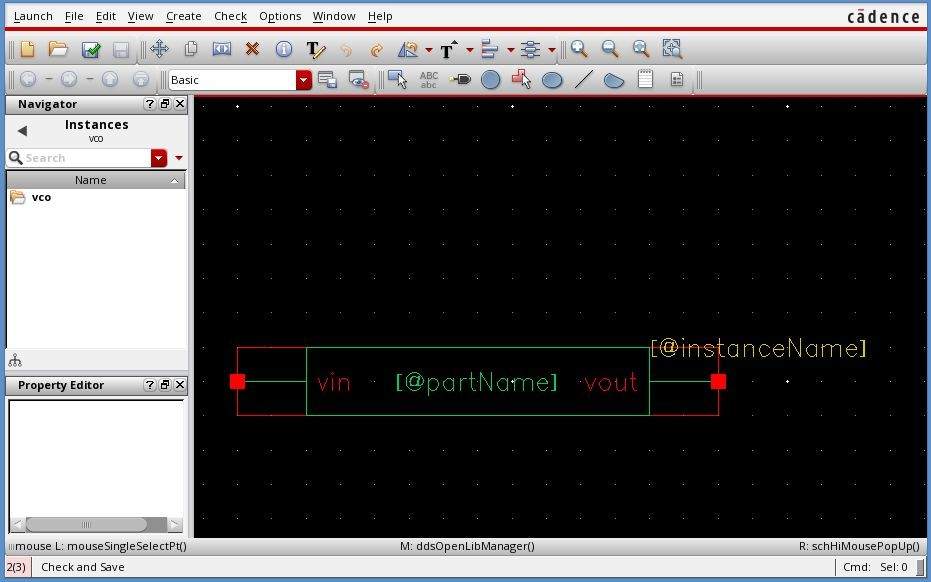 Launch File Edit View Create Check Options Window Help
cādence
Basic
ABC
abc
Navigator
Instances
vco
Search
Name
vco
[@instanceName]
vin [@partName] vout
Property Editor
mouse L: mouseSingleSelectPt() M: ddsOpenLibManager() R: schHiMousePopUp()
2(3) Check and Save Cmd: Sel: 0